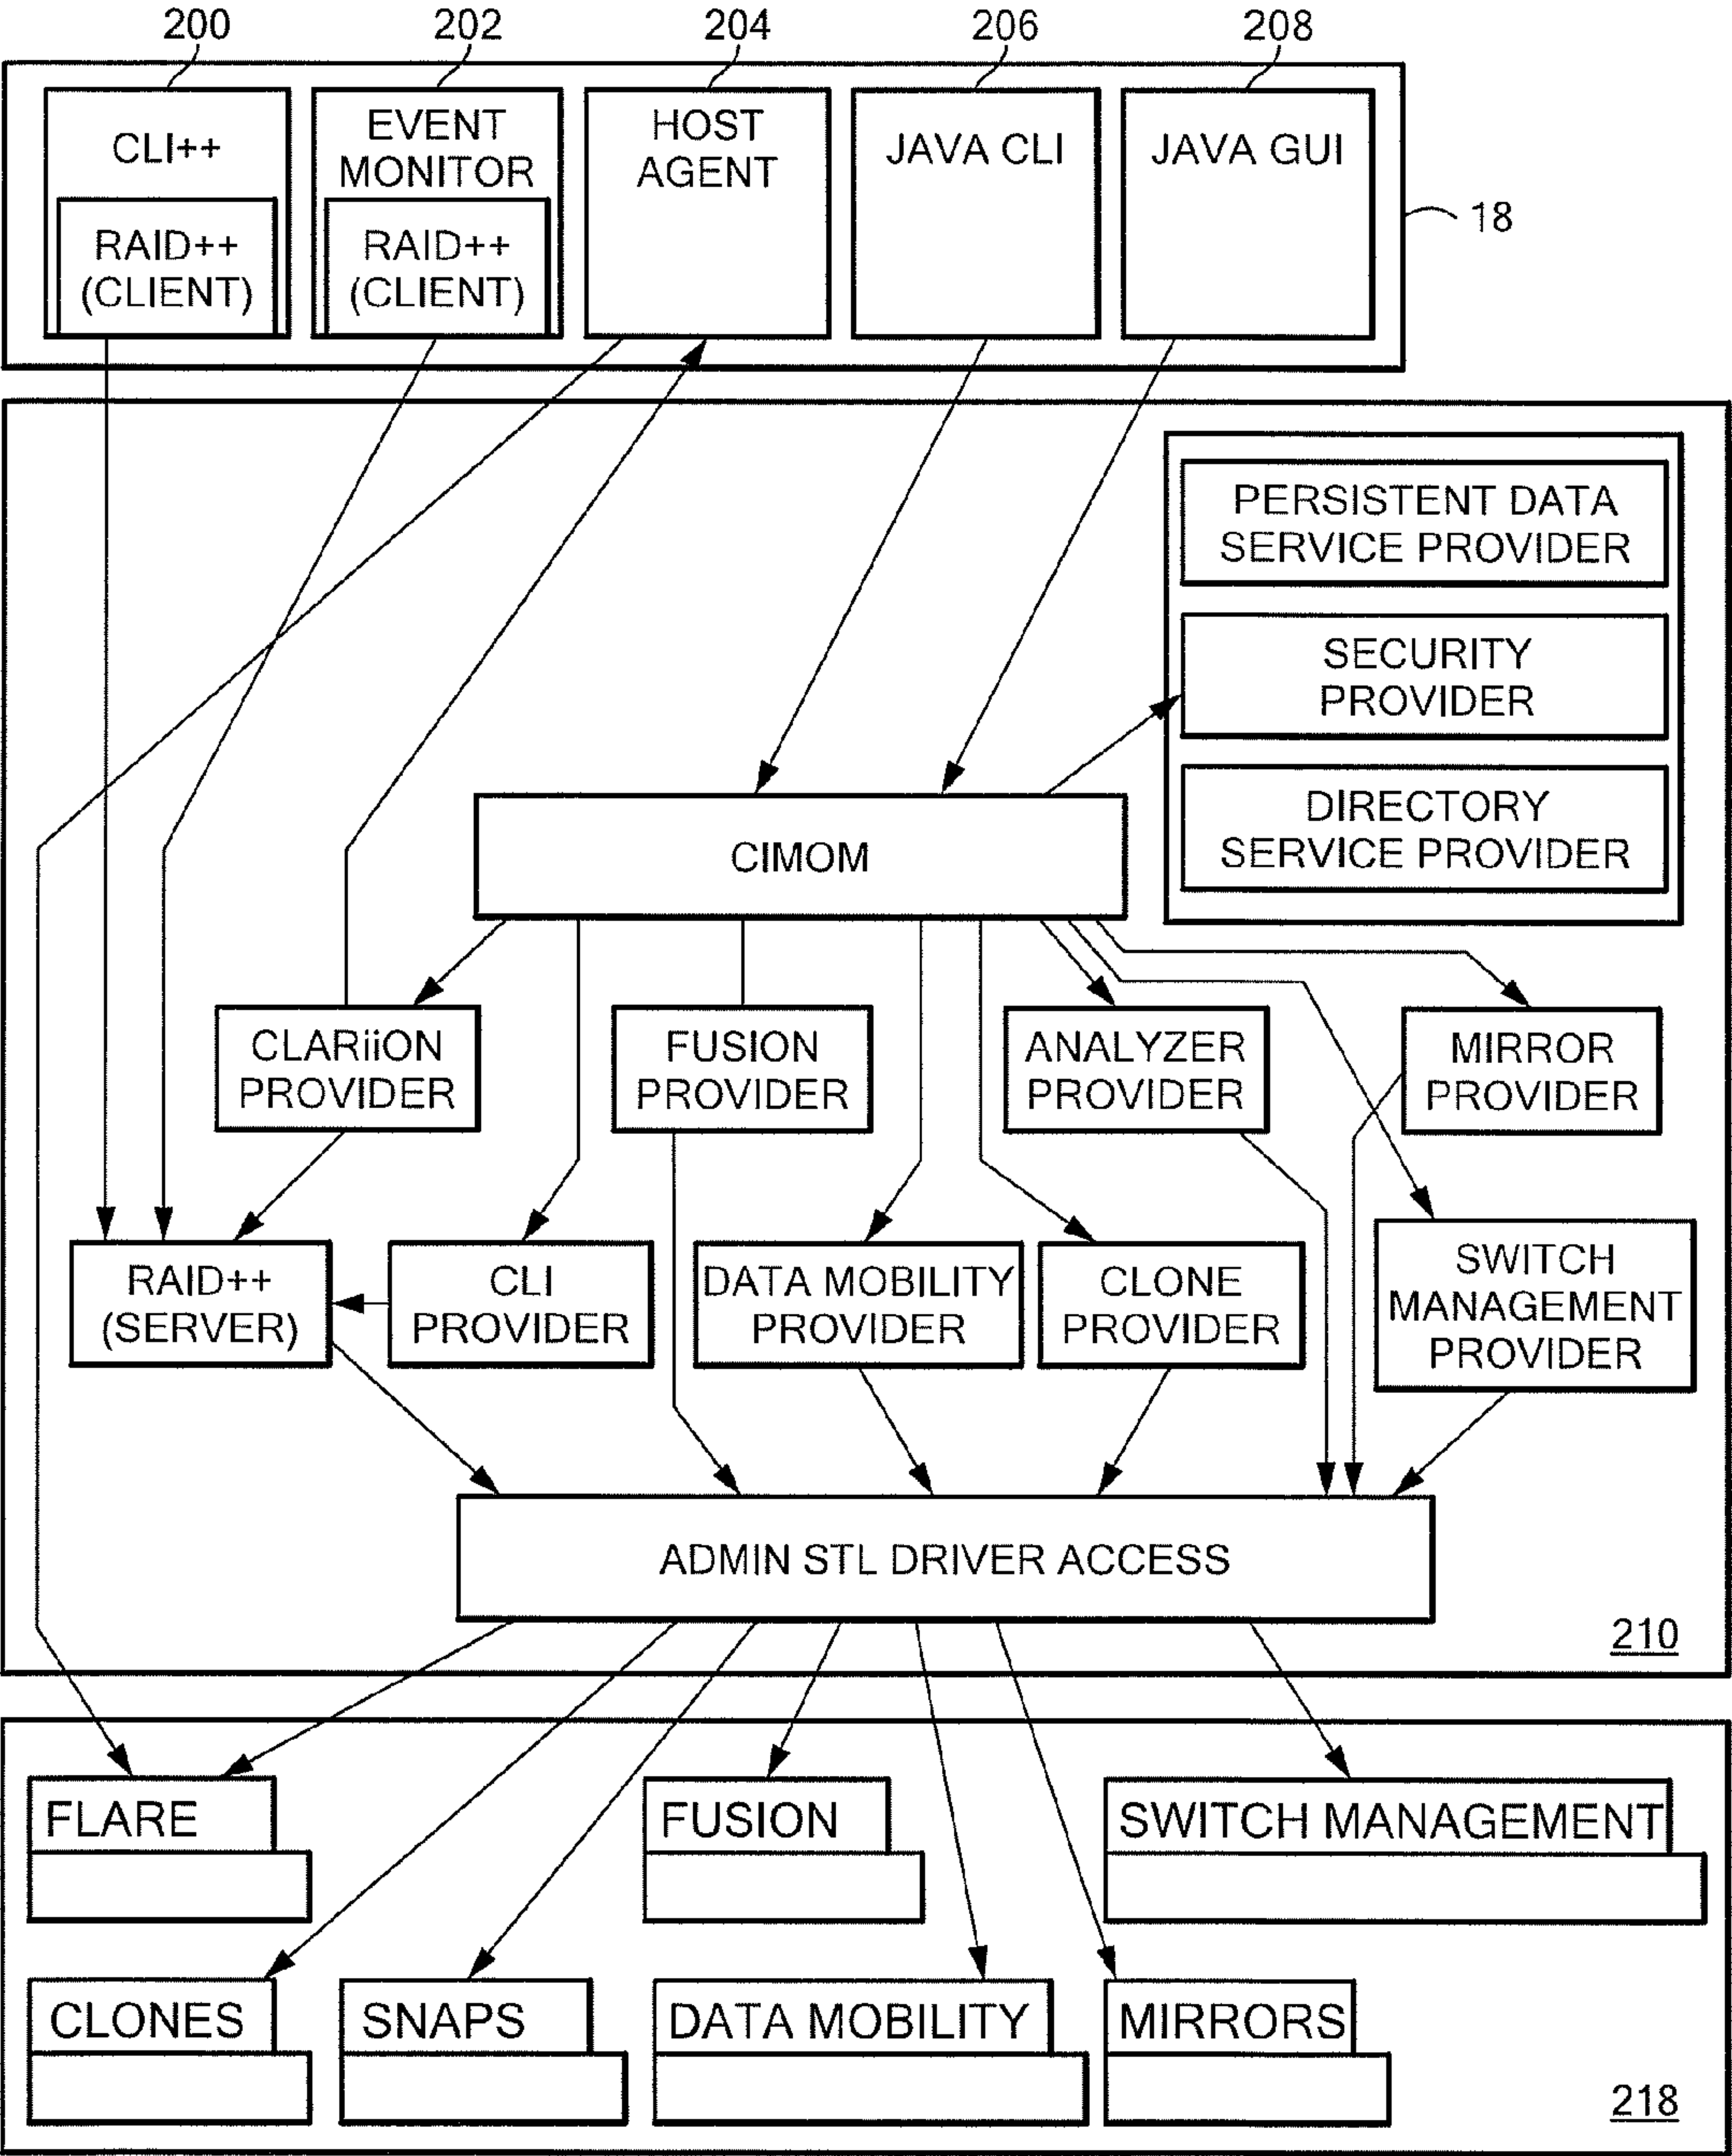 200
202
204
206
208
CLI++
RAID++
(CLIENT)
EVENT
MONITOR
RAID++
(CLIENT)
HOST
AGENT
JAVA CLI
JAVA GUI
18
PERSISTENT DATA
SERVICE PROVIDER
SECURITY
PROVIDER
DIRECTORY
SERVICE PROVIDER
CIMOM
CLARiiON
PROVIDER
FUSION
PROVIDER
ANALYZER
PROVIDER
MIRROR
PROVIDER
RAID++
(SERVER)
CLI
PROVIDER
DATA MOBILITY
PROVIDER
CLONE
PROVIDER
SWITCH
MANAGEMENT
PROVIDER
ADMIN STL DRIVER ACCESS
210
FLARE
FUSION
SWITCH MANAGEMENT
CLONES
SNAPS
DATA MOBILITY
MIRRORS
218